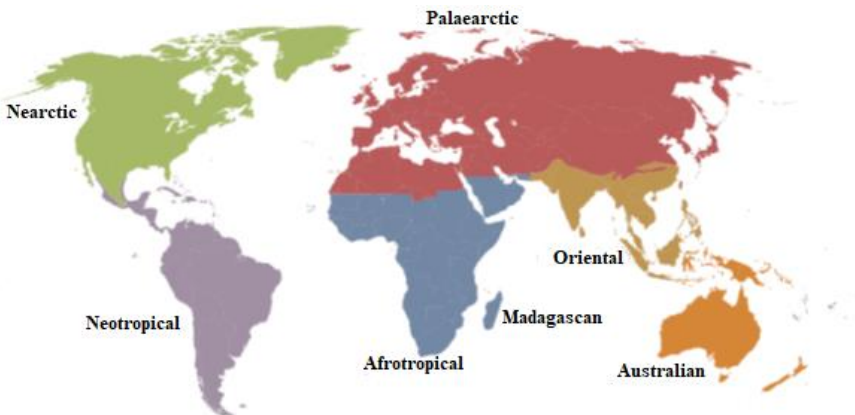 Palaearctic
Nearctic
Oriental
Neotropical
Madagascan
Afrotropical
Australian